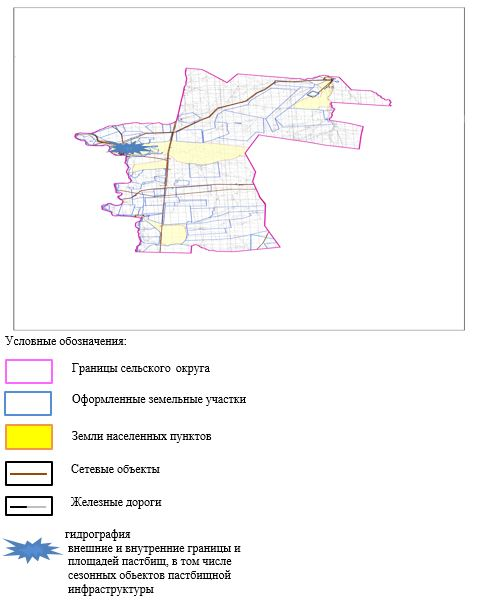 Условные обозначения:
Границы сельского округа
Оформленные земельные участки
Земли населенных пунктов
Сетевые объекты
Железные дороги
гидрография
внешние и внутренние границы и
площадей пастбищ, в том числе
сезонных обьектов пастбищной
инфраструктуры